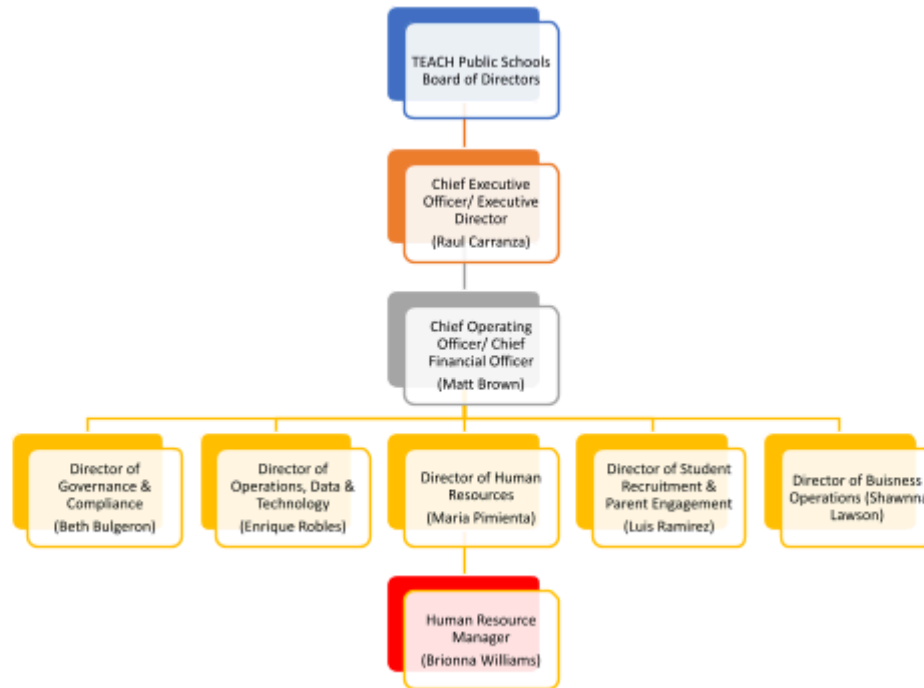 TEACH Public Schools
Board of Directors
Chief Executive
Officer/ Executive
Director
(Raul Carranza)
Chief Operating
Officer/ Chief
Financial Officer
(Matt Brown)
Director of
Governance &
Compliance
(Beth Bulgeron)
Director of
Operations, Data &
Technology
(Enrique Robles)
Director of Human
Resources
(Maria Pimienta)
Director of Student
Recruitment &
Parent Engagement
(Luis Ramirez)
Director of Buisness
Operations (Shawnna
Lawson)
Human Resource
Manager
(Brionna Williams)